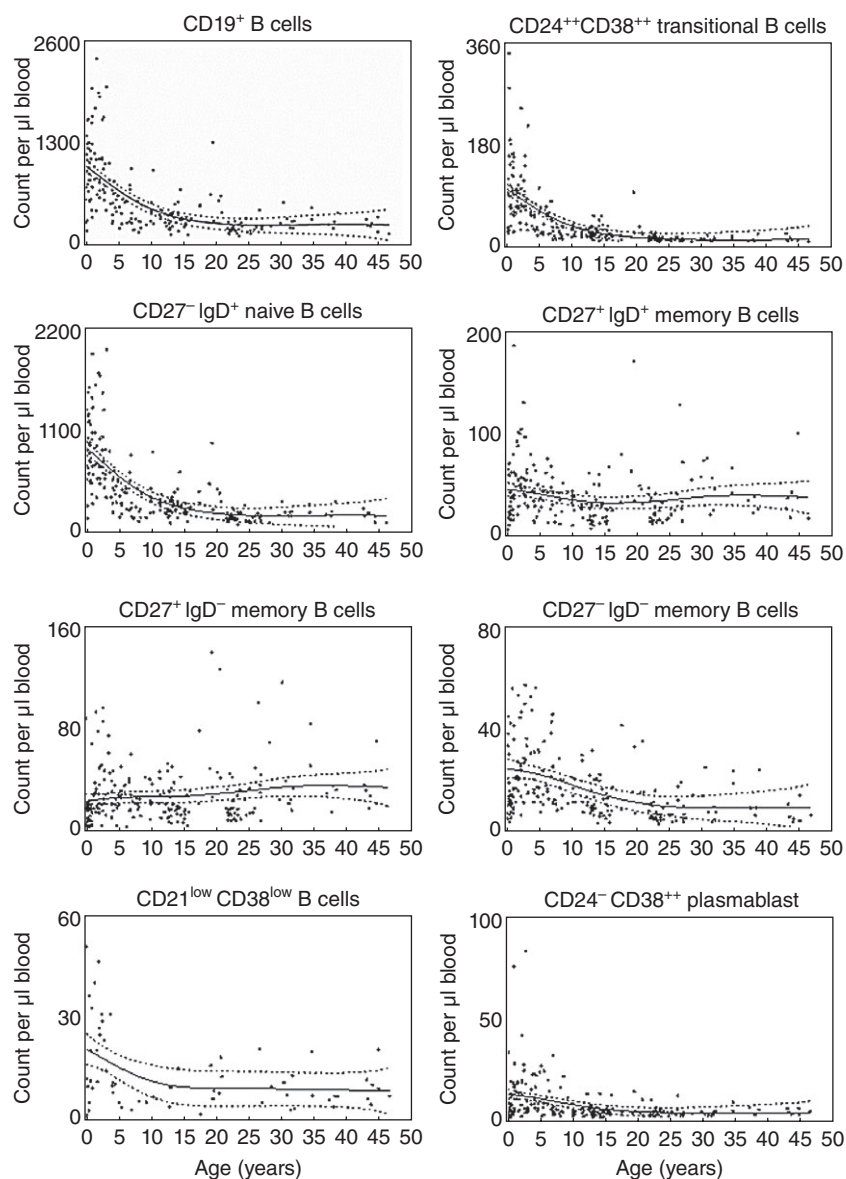 CD19⁺ B cells
CD24⁺⁺CD38⁺⁺ transitional B cells
2600
1300
0
Count per µl blood
0 5 10 15 20 25 30 35 40 45 50
360
180
0
Count per µl blood
0 5 10 15 20 25 30 35 40 45 50
CD27⁻ IgD⁺ naive B cells
CD27⁺ IgD⁺ memory B cells
2200
1100
0
Count per µl blood
0 5 10 15 20 25 30 35 40 45 50
200
100
0
Count per µl blood
0 5 10 15 20 25 30 35 40 45 50
CD27⁺ IgD⁻ memory B cells
CD27⁻ IgD⁻ memory B cells
160
80
0
Count per µl blood
0 5 10 15 20 25 30 35 40 45 50
80
40
0
Count per µl blood
0 5 10 15 20 25 30 35 40 45 50
CD21ˡᵒʷ CD38ˡᵒʷ B cells
CD24⁻ CD38⁺⁺ plasmablast
60
30
0
Count per µl blood
0 5 10 15 20 25 30 35 40 45 50
Age (years)
100
50
0
Count per µl blood
0 5 10 15 20 25 30 35 40 45 50
Age (years)